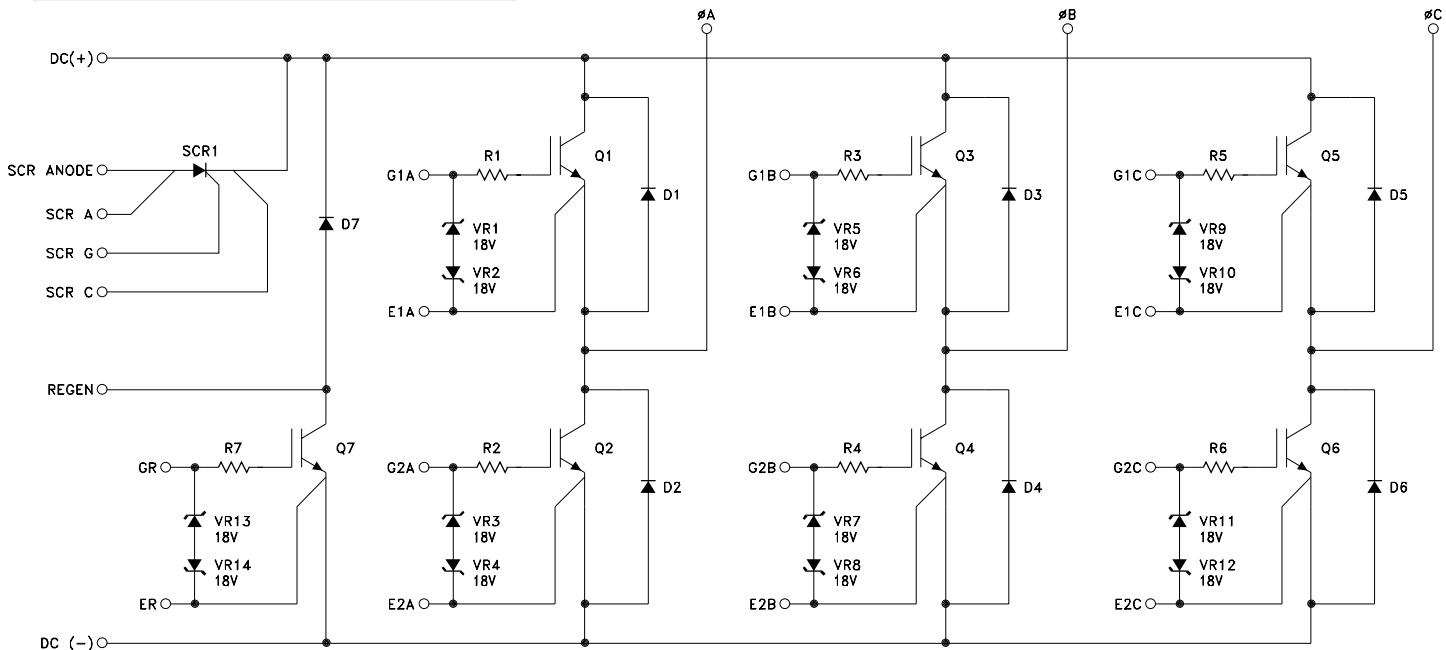 øA
øB
øC
DC(+)
SCR1
SCR ANODE
SCR A
SCR G
SCR C
D7
G1A
R1
Q1
D1
VR1
18V
VR2
18V
E1A
G1B
R3
Q3
D3
VR5
18V
VR6
18V
E1B
G1C
R5
Q5
D5
VR9
18V
VR10
18V
E1C
REGEN
GR
R7
Q7
VR13
18V
VR14
18V
ER
G2A
R2
Q2
D2
VR3
18V
VR4
18V
E2A
G2B
R4
Q4
D4
VR7
18V
VR8
18V
E2B
G2C
R6
Q6
D6
VR11
18V
VR12
18V
E2C
DC (-)